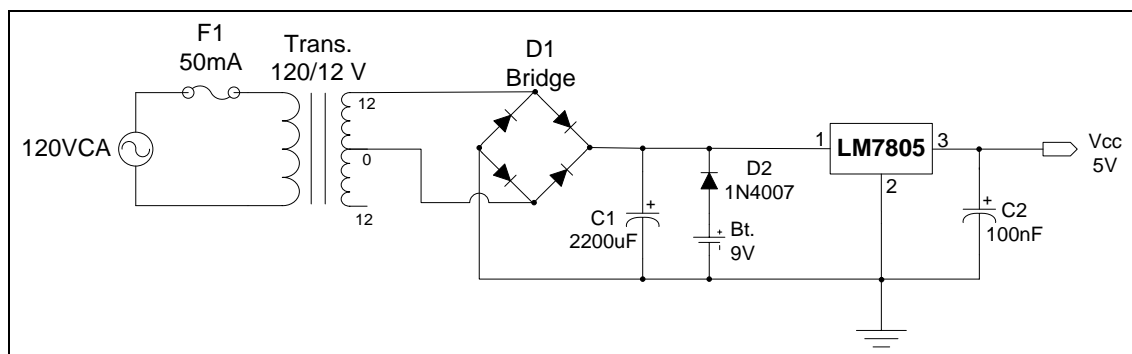 F1
50mA
Trans.
120/12 V
D1
Bridge
120VCA
12
0
12
C1
2200uF
D2
1N4007
+
Bt.
+
-
9V
1
LM7805
3
2
+
C2
100nF
Vcc
5V